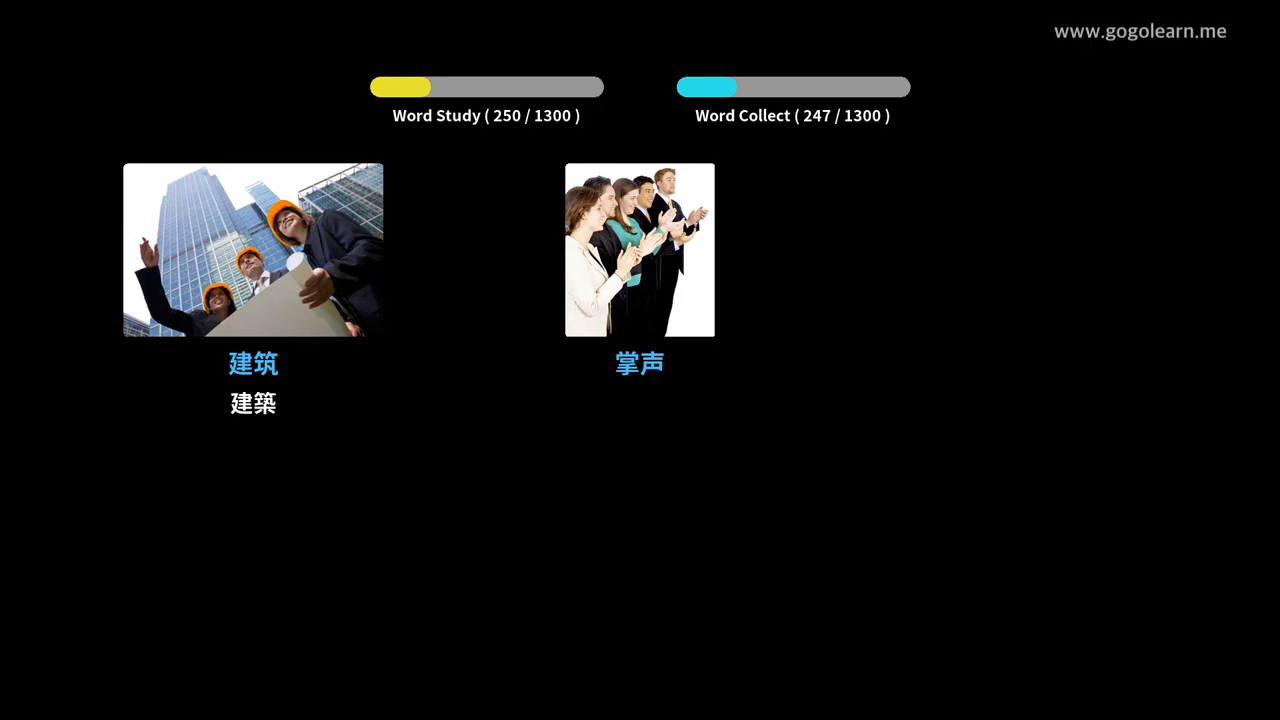 www.gogolearn.me
Word Study ( 250 / 1300 )
Word Collect ( 247 / 1300 )
建筑
建築
掌声